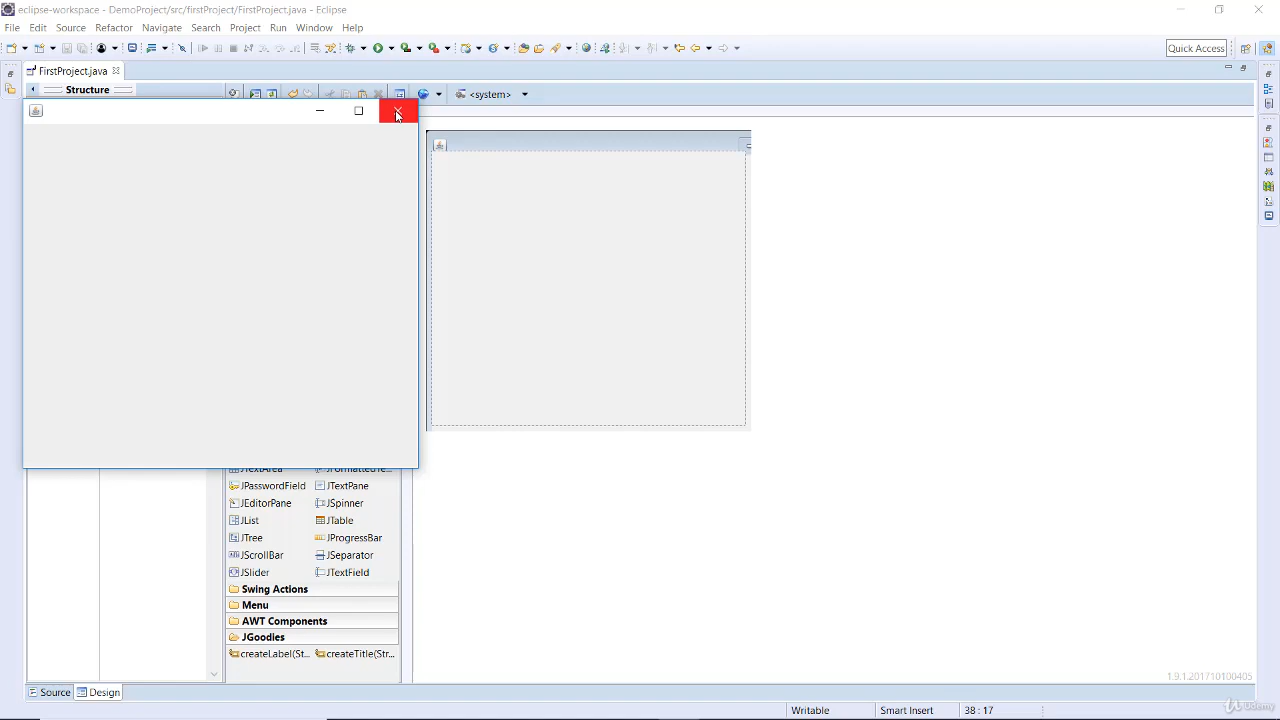 eclipse-workspace - DemoProject/src/firstProject/FirstProject.java - Eclipse
File Edit Source Refactor Navigate Search Project Run Window Help
Quick Access
FirstProject.java
Structure
<system>
JTextArea JFormattedTe...
JPasswordField JTextPane
JEditorPane JSpinner
JList JTable
JTree JProgressBar
JScrollBar JSeparator
JSlider JTextField
Swing Actions
Menu
AWT Components
JGoodies
createLabel(St... createTitle(Str...
1.9.1.201710100405
Source Design
Writable Smart Insert 38 : 17
Udemy